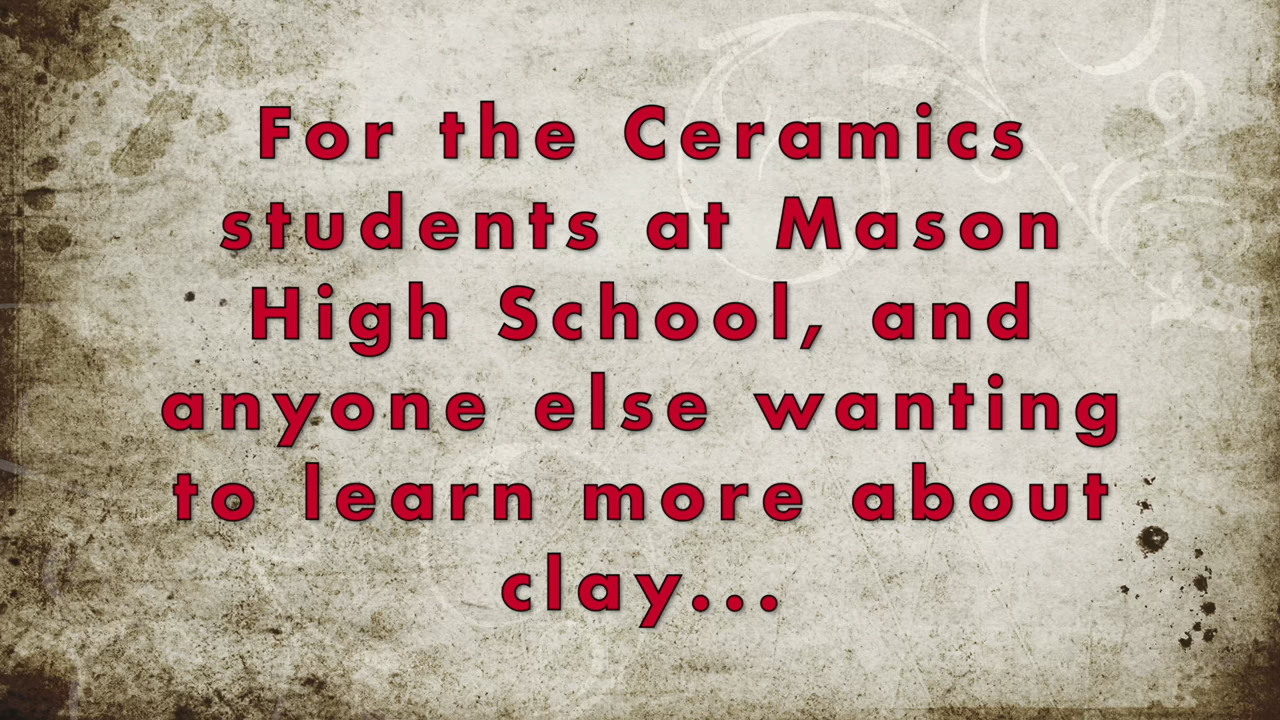 For the Ceramics
students at Mason
High School, and
anyone else wanting
to learn more about
clay...